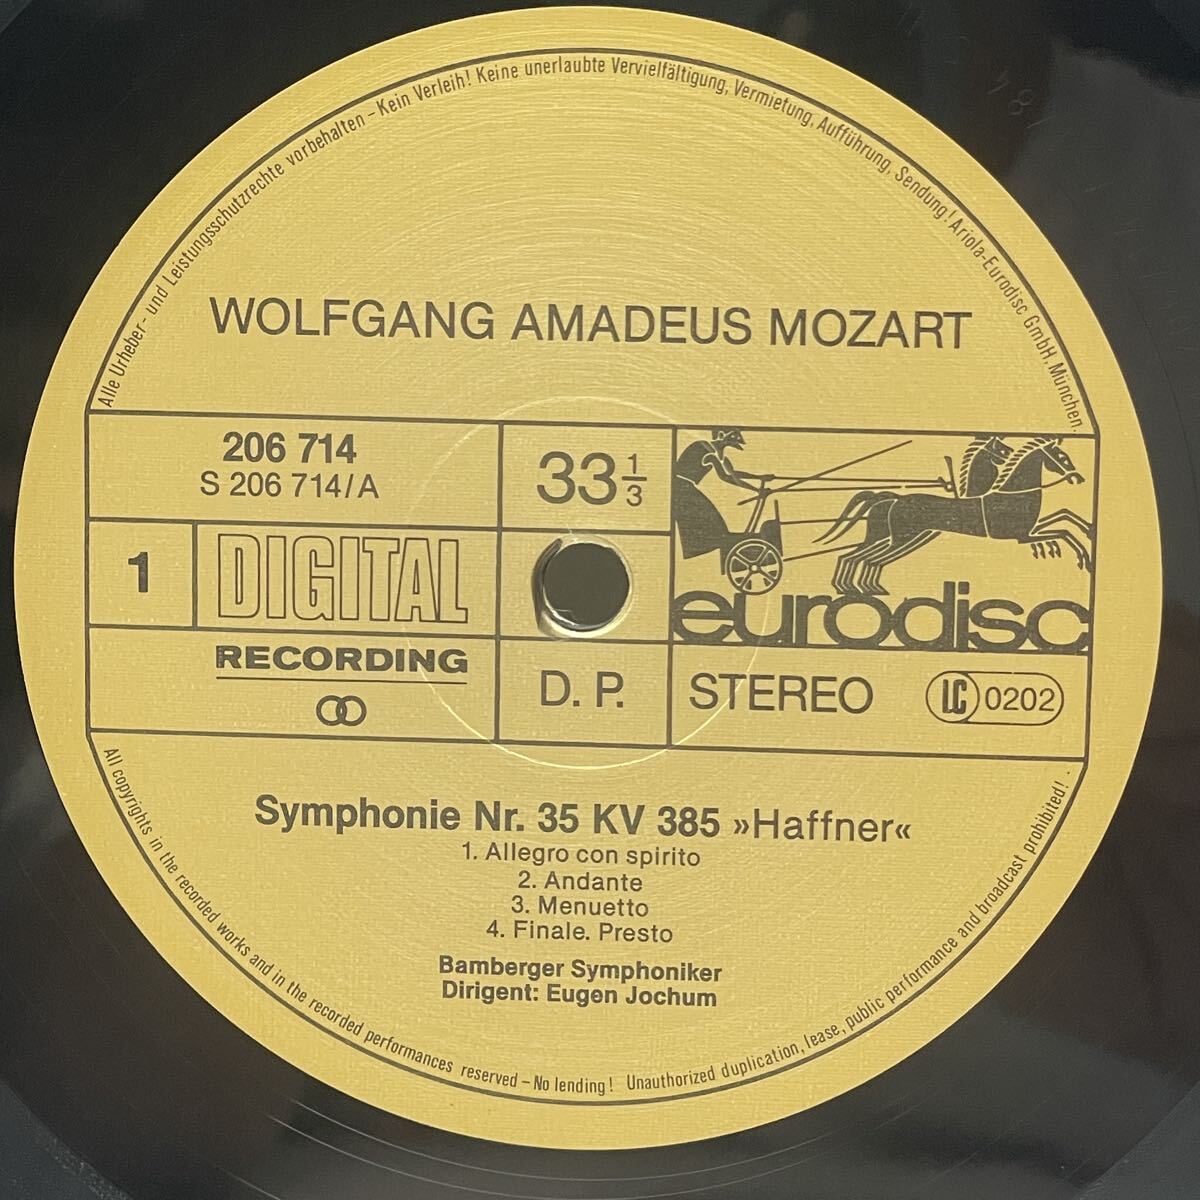 Alle Urheber- und Leistungsschutzrechte vorbehalten – Kein Verleih! Keine unerlaubte Vervielfältigung, Vermietung, Aufführung, Sendung! Ariola-Eurodisc GmbH, München.
WOLFGANG AMADEUS MOZART
206 714
S 206 714/A
33 1/3
1
DIGITAL
RECORDING
D. P.
eurodisc
STEREO
LC 0202
Symphonie Nr. 35 KV 385 »Haffner«
1. Allegro con spirito
2. Andante
3. Menuetto
4. Finale. Presto
Bamberger Symphoniker
Dirigent: Eugen Jochum
All copyrights in the recorded works and in the recorded performances reserved – No lending! Unauthorized duplication, lease, public performance and broadcast prohibited!